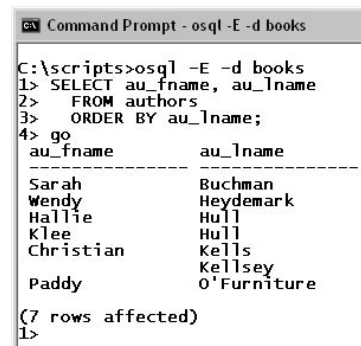 Command Prompt - osql -E -d books
C:\scripts>osql -E -d books
1> SELECT au_fname, au_lname
2>   FROM authors
3>   ORDER BY au_lname;
4> go
 au_fname        au_lname
 --------------- ---------------
 Sarah           Buchman
 Wendy           Heydemark
 Hallie          Hull
 Klee            Hull
 Christian       Kells
                 Kellsey
 Paddy           O'Furniture

(7 rows affected)
1>